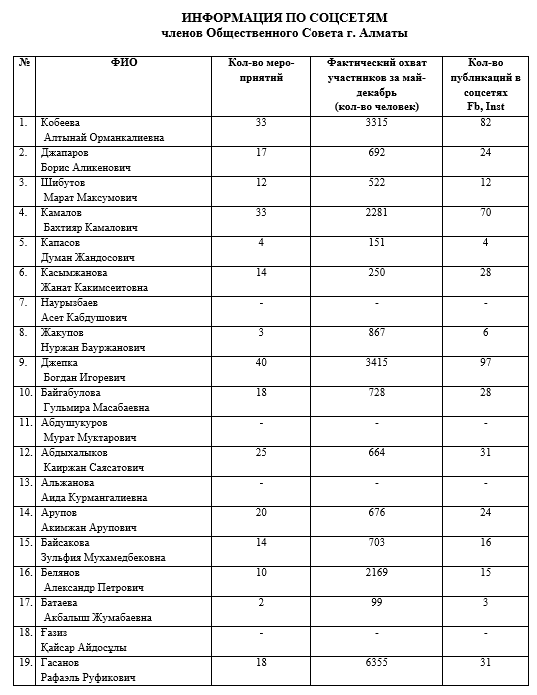 ИНФОРМАЦИЯ ПО СОЦСЕТЯМ
членов Общественного Совета г. Алматы
№ ФИО Кол-во меро- Фактический охват Кол-во
приятий участников за май- публикаций в
декабрь соцсетях
(кол-во человек) Fb, Inst
1. Кобеева 33 3315 82
Алтынай Орманкалиевна
2. Джапаров 17 692 24
Борис Аликенович
3. Шибутов 12 522 12
Марат Максумович
4. Камалов 33 2281 70
Бахтияр Камалович
5. Капасов 4 151 4
Думан Жандосович
6. Касымжанова 14 250 28
Жанат Какимсеитовна
7. Наурызбаев - - -
Асет Кабдушович
8. Жакупов 3 867 6
Нуржан Бауржанович
9. Джепка 40 3415 97
Богдан Игоревич
10. Байгабулова 18 728 28
Гульмира Масабаевна
11. Абдушукуров - - -
Мурат Муктарович
12. Абдыхалыков 25 664 31
Каиржан Саясатович
13. Альжанова - - -
Аида Курмангалиевна
14. Арупов 20 676 24
Акимжан Арупович
15. Байсакова 14 703 16
Зульфия Мухамедбековна
16. Белянов 10 2169 15
Александр Петрович
17. Батаева 2 99 3
Акбалыш Жумабаевна
18. Ғазиз - - -
Қайсар Айдосұлы
19. Гасанов 18 6355 31
Рафаэль Руфикович